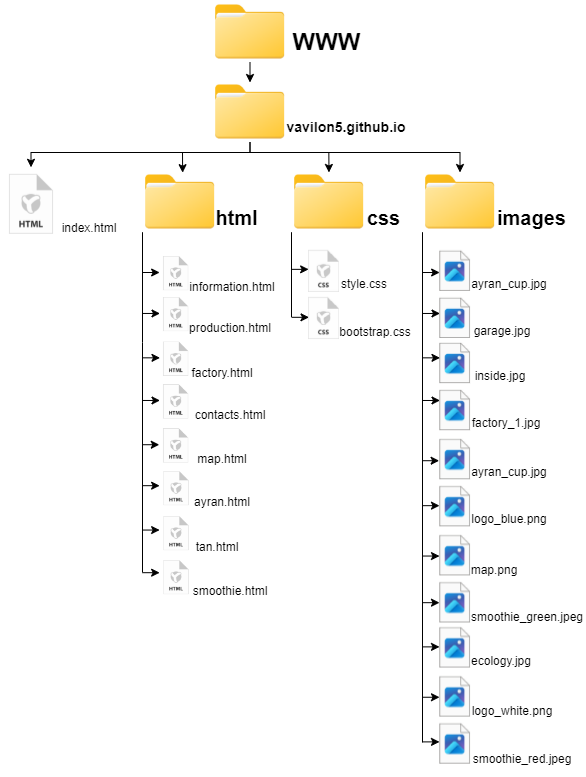 WWW
vavilon5.github.io
HTML
index.html
html
css
images
HTML
information.html
HTML
production.html
HTML
factory.html
HTML
contacts.html
HTML
map.html
HTML
ayran.html
HTML
tan.html
HTML
smoothie.html
CSS
style.css
CSS
bootstrap.css
ayran_cup.jpg
garage.jpg
inside.jpg
factory_1.jpg
ayran_cup.jpg
logo_blue.png
map.png
smoothie_green.jpeg
ecology.jpg
logo_white.png
smoothie_red.jpeg